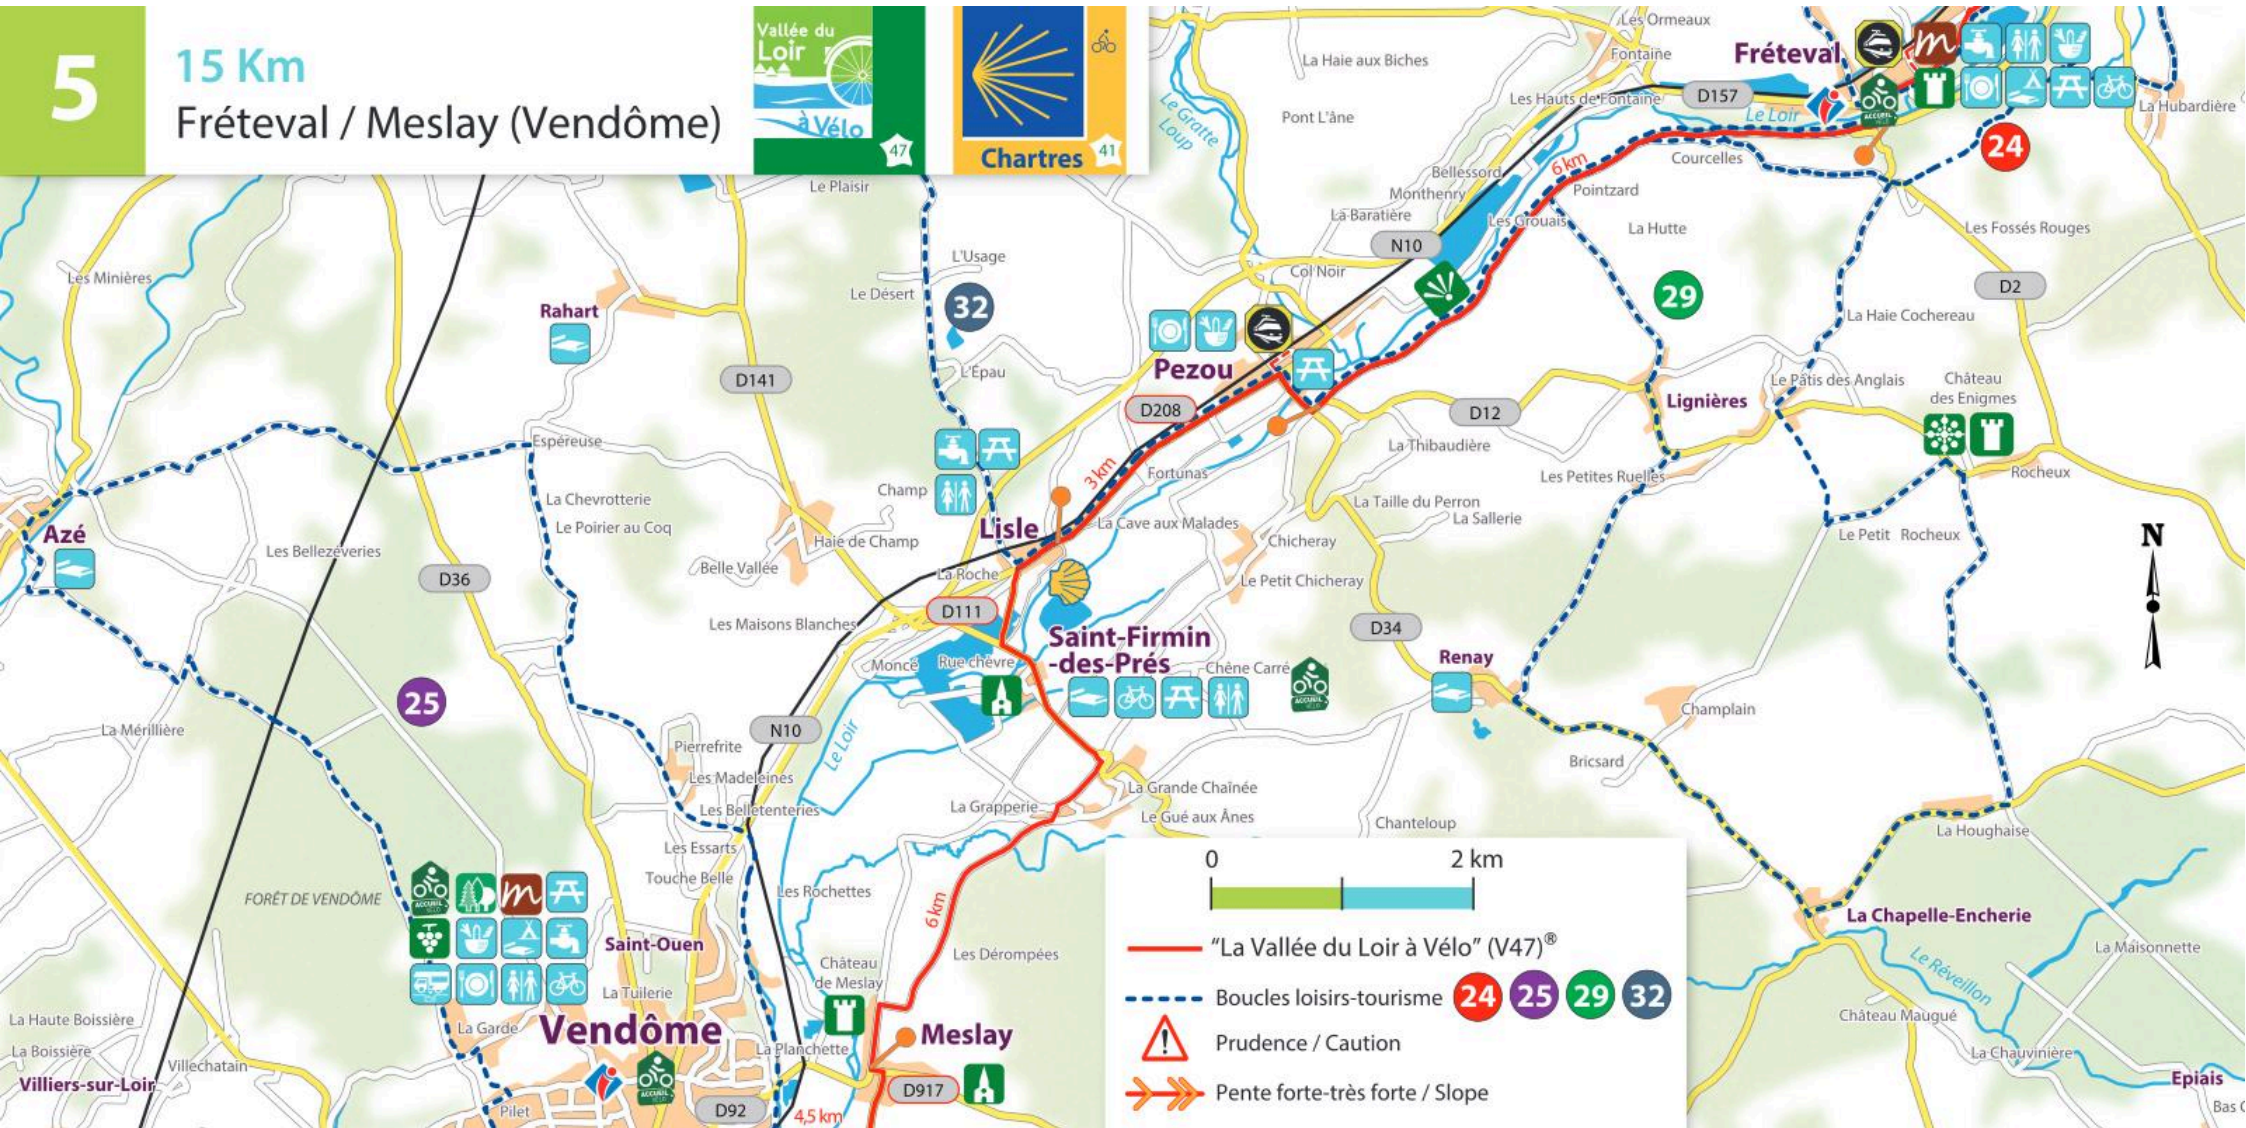 5
15 Km
Fréteval / Meslay (Vendôme)
Vallée du
Loir
à Vélo
47
Chartres
41
Les Ormeaux
Fontaine
La Haie aux Biches
Fréteval
Les Hauts de Fontaine
D157
Le Loir
La Hubardière
Pont L'âne
Le Gratte
Loup
24
Courcelles
6 km
Bellessord
Pointzard
Monthenry
La Baratière
Les Grouais
La Hutte
Les Fossés Rouges
N10
Le Plaisir
L'Usage
Col Noir
Les Minières
Le Désert
29
D2
32
Rahart
La Haie Cochereau
Pezou
L'Épau
D141
Le Pâtis des Anglais
Château
des Enigmes
Lignières
D208
D12
Espéreuse
La Thibaudière
3 km
Fortunas
Les Petites Ruelles
Rocheux
Champ
La Chevrotterie
La Taille du Perron
La Sallerie
Le Poirier au Coq
Lisle
La Cave aux Malades
Azé
Haie de Champ
Chicheray
Le Petit Rocheux
N
Les Bellezéveries
Belle Vallée
La Roche
Le Petit Chicheray
D36
D111
Les Maisons Blanches
Saint-Firmin
-des-Prés
D34
Moncé
Rue chèvre
Chêne Carré
ACCUEIL
VÉLO
Renay
25
La Mérillière
N10
Le Loir
Champlain
Pierrefrite
Bricsard
Les Madeleines
La Grande Chaînée
Les Belletenteries
La Grapperie
Le Gué aux Ânes
Chanteloup
La Houghaise
Les Essarts
Touche Belle
Les Rochettes
FORÊT DE VENDÔME
6 km
Saint-Ouen
Les Dérompées
Château
de Meslay
La Tuilerie
La Haute Boissière
La Garde
Vendôme
Meslay
La Boissière
Villechatain
La Planchette
Villiers-sur-Loir
D917
Pilet
D92
4,5 km
0
2 km
“La Vallée du Loir à Vélo” (V47)®
Boucles loisirs-tourisme 24 25 29 32
Prudence / Caution
Pente forte-très forte / Slope
La Chapelle-Encherie
La Maisonnette
Le Réveillon
Château Maugué
La Chauvinière
Epiais